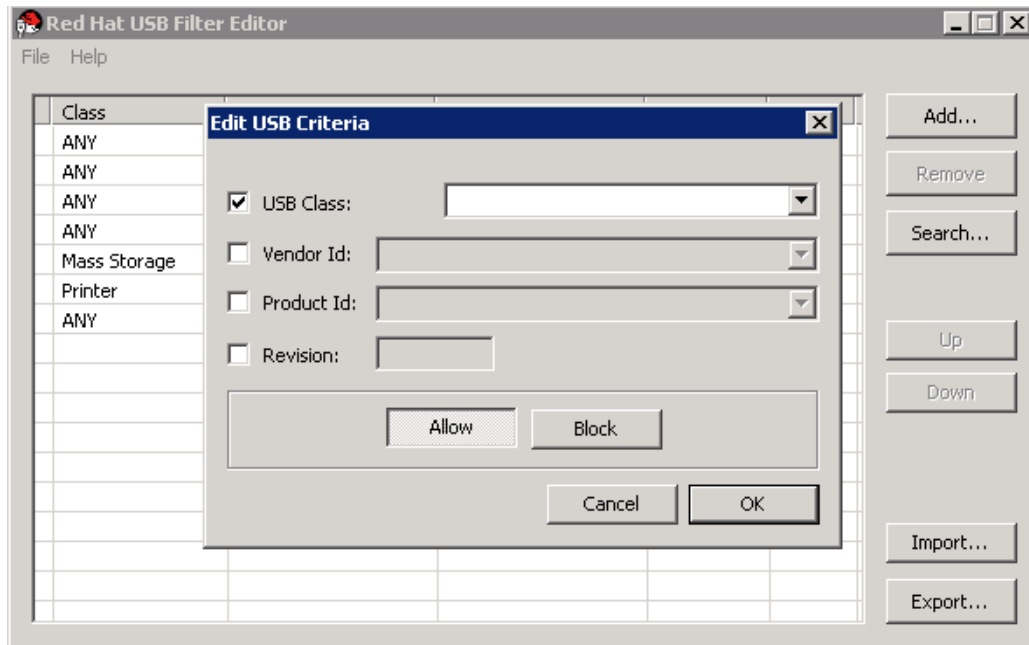 Red Hat USB Filter Editor
File Help
Class
ANY
ANY
ANY
ANY
Mass Storage
Printer
ANY
Edit USB Criteria
USB Class:
Vendor Id:
Product Id:
Revision:
Allow Block
Cancel OK
Add...
Remove
Search...
Up
Down
Import...
Export...